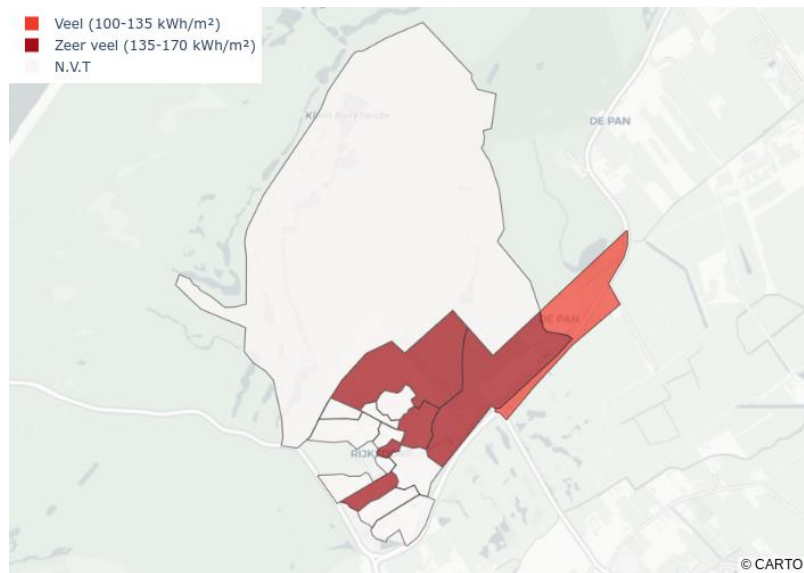 Veel (100-135 kWh/m²)
Zeer veel (135-170 kWh/m²)
N.V.T
DE PAN
DE PAN
© CARTO